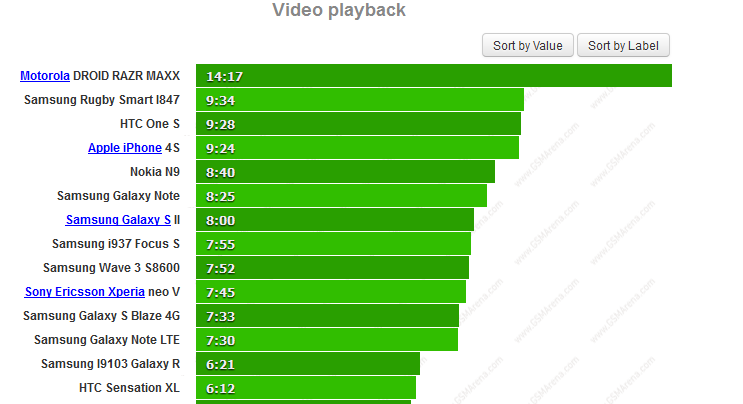 Video playback
Sort by Value Sort by Label
Motorola DROID RAZR MAXX 14:17
Samsung Rugby Smart I847 9:34
HTC One S 9:28
Apple iPhone 4S 9:24
Nokia N9 8:40
Samsung Galaxy Note 8:25
Samsung Galaxy S II 8:00
Samsung i937 Focus S 7:55
Samsung Wave 3 S8600 7:52
Sony Ericsson Xperia neo V 7:45
Samsung Galaxy S Blaze 4G 7:33
Samsung Galaxy Note LTE 7:30
Samsung I9103 Galaxy R 6:21
HTC Sensation XL 6:12
www.GSMArena.com